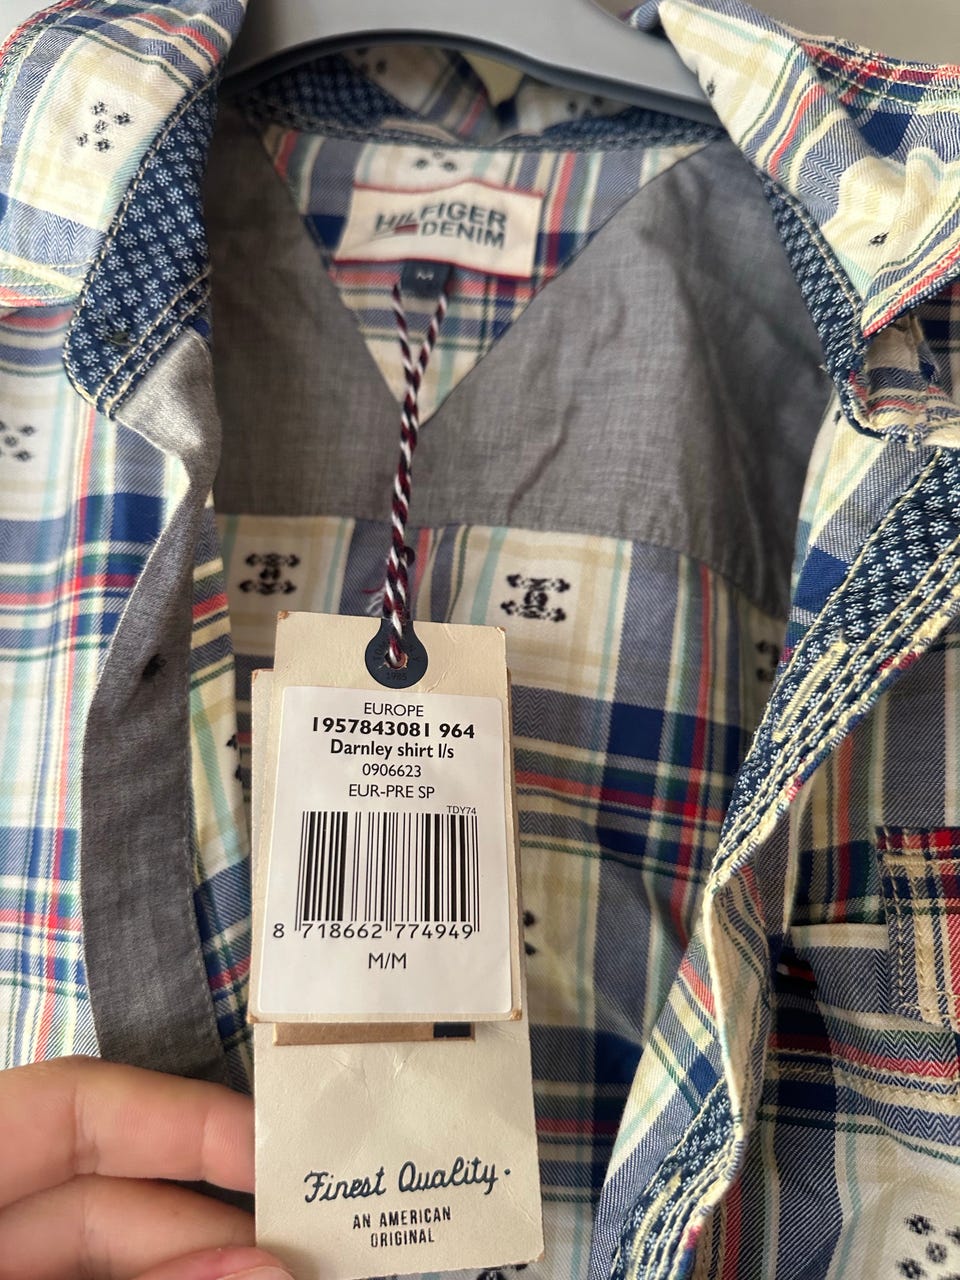 HILFIGER
DENIM
M
1985
EUROPE
1957843081 964
Darnley shirt l/s
0906623
EUR-PRE SP
TDY74
8 718662 774949
M/M
Finest Quality.
AN AMERICAN
ORIGINAL